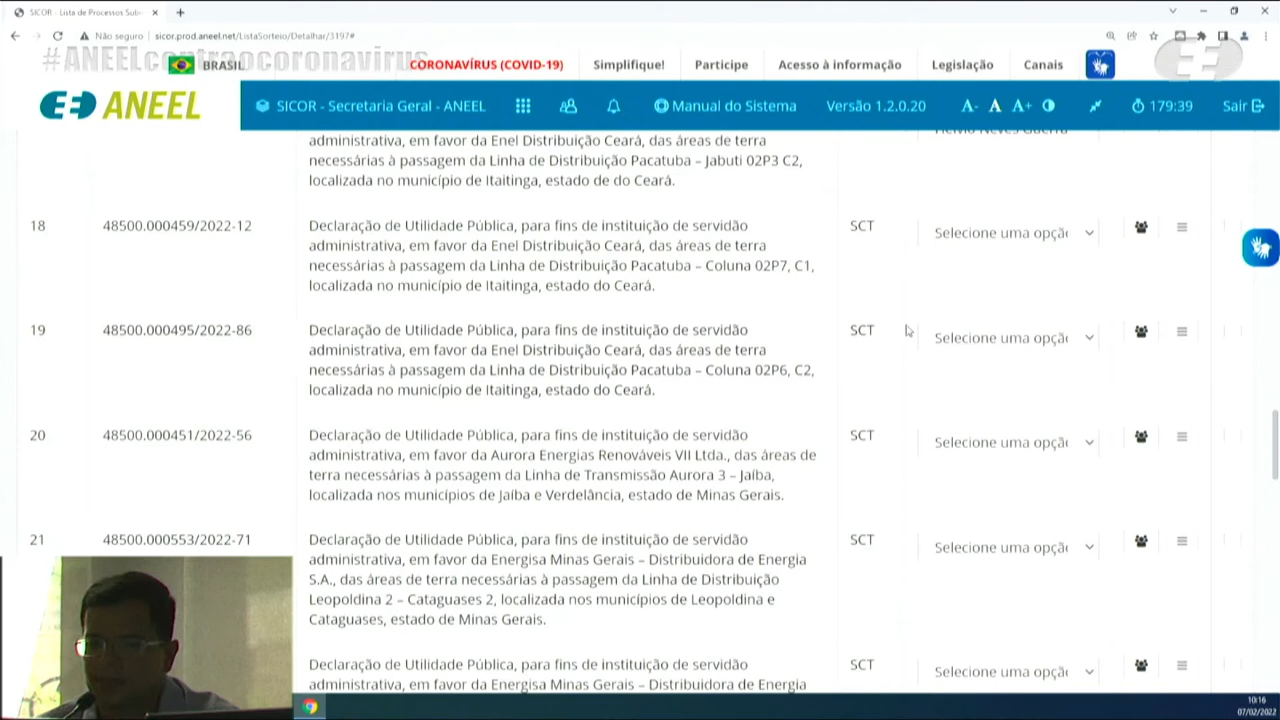 SICOR - Lista de Processos Sub
Não seguro
sicor.prod.aneel.net/ListaSorteio/Detalhar/3197#
#ANEELcontraocoronavírus
BRASIL
CORONAVÍRUS (COVID-19)
Simplifique!
Participe
Acesso à informação
Legislação
Canais
ANEEL
SICOR - Secretaria Geral - ANEEL
Manual do Sistema
Versão 1.2.0.20
A-
A
A+
179:39
Sair
Helvio Neves Guerra
administrativa, em favor da Enel Distribuição Ceará, das áreas de terra
necessárias à passagem da Linha de Distribuição Pacatuba – Jabuti 02P3 C2,
localizada no município de Itaitinga, estado de do Ceará.
18
48500.000459/2022-12
Declaração de Utilidade Pública, para fins de instituição de servidão
administrativa, em favor da Enel Distribuição Ceará, das áreas de terra
necessárias à passagem da Linha de Distribuição Pacatuba – Coluna 02P7, C1,
localizada no município de Itaitinga, estado do Ceará.
SCT
Selecione uma opçã
19
48500.000495/2022-86
Declaração de Utilidade Pública, para fins de instituição de servidão
administrativa, em favor da Enel Distribuição Ceará, das áreas de terra
necessárias à passagem da Linha de Distribuição Pacatuba – Coluna 02P6, C2,
localizada no município de Itaitinga, estado do Ceará.
SCT
Selecione uma opçã
20
48500.000451/2022-56
Declaração de Utilidade Pública, para fins de instituição de servidão
administrativa, em favor da Aurora Energias Renováveis VII Ltda., das áreas de
terra necessárias à passagem da Linha de Transmissão Aurora 3 – Jaíba,
localizada nos municípios de Jaíba e Verdelância, estado de Minas Gerais.
SCT
Selecione uma opçã
21
48500.000553/2022-71
Declaração de Utilidade Pública, para fins de instituição de servidão
administrativa, em favor da Energisa Minas Gerais – Distribuidora de Energia
S.A., das áreas de terra necessárias à passagem da Linha de Distribuição
Leopoldina 2 – Cataguases 2, localizada nos municípios de Leopoldina e
Cataguases, estado de Minas Gerais.
SCT
Selecione uma opçã
Declaração de Utilidade Pública, para fins de instituição de servidão
administrativa, em favor da Energisa Minas Gerais – Distribuidora de Energia
SCT
Selecione uma opçã
10:16
07/02/2022